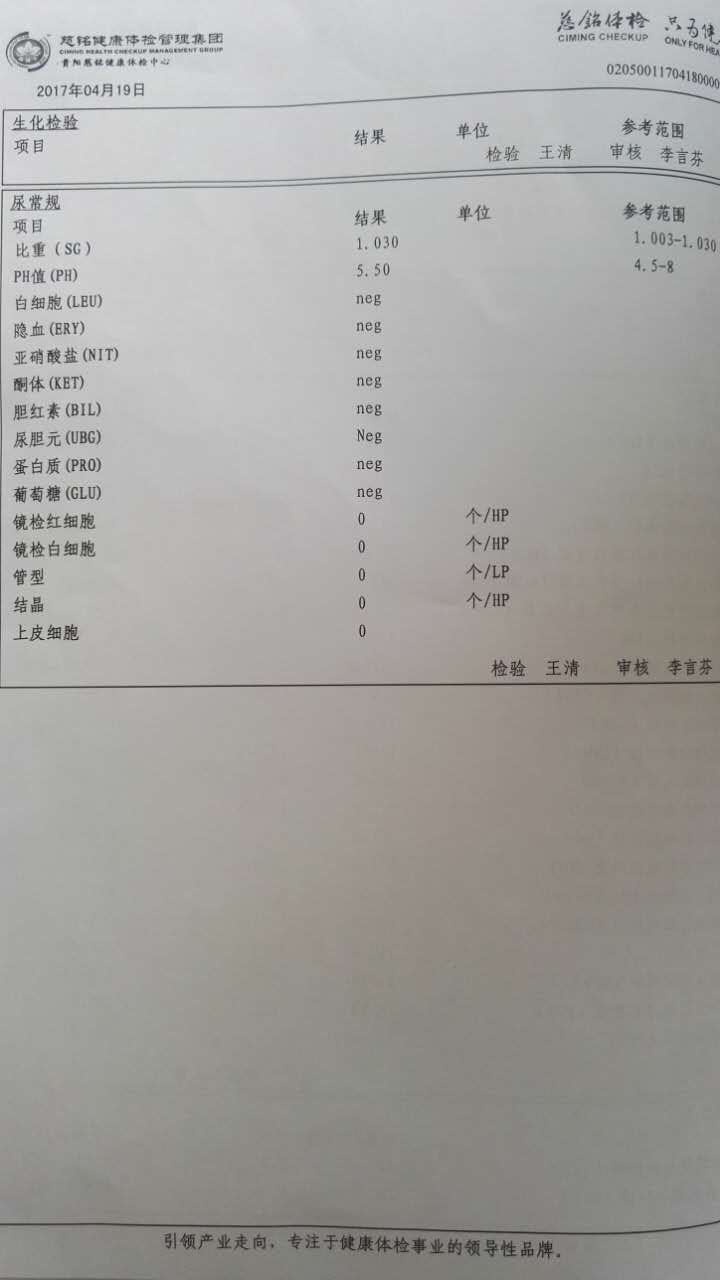 慈铭健康体检管理集团
CIMING HEALTH CHECKUP MANAGEMENT GROUP
·贵阳慈铭健康体检中心
慈铭体检
CIMING CHECKUP
ONLY FOR HEA
02050011704180000
2017年04月19日
生化检验
项目 结果 单位 参考范围
检验 王清 审核 李言芬
尿常规
项目 结果 单位 参考范围
比重(SG) 1.030 1.003-1.030
PH值(PH) 5.50 4.5-8
白细胞(LEU) neg
隐血(ERY) neg
亚硝酸盐(NIT) neg
酮体(KET) neg
胆红素(BIL) neg
尿胆元(UBG) Neg
蛋白质(PRO) neg
葡萄糖(GLU) neg
镜检红细胞 0 个/HP
镜检白细胞 0 个/HP
管型 0 个/LP
结晶 0 个/HP
上皮细胞 0
检验 王清 审核 李言芬
引领产业走向，专注于健康体检事业的领导性品牌。